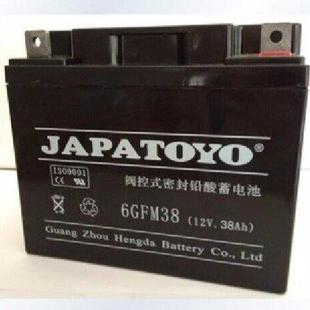 JAPATOYO
ISO9001
CE
阀控式密封铅酸蓄电池
6GFM38 (12V.38Ah)
Guang Zhou Hengda Battery Co., Ltd